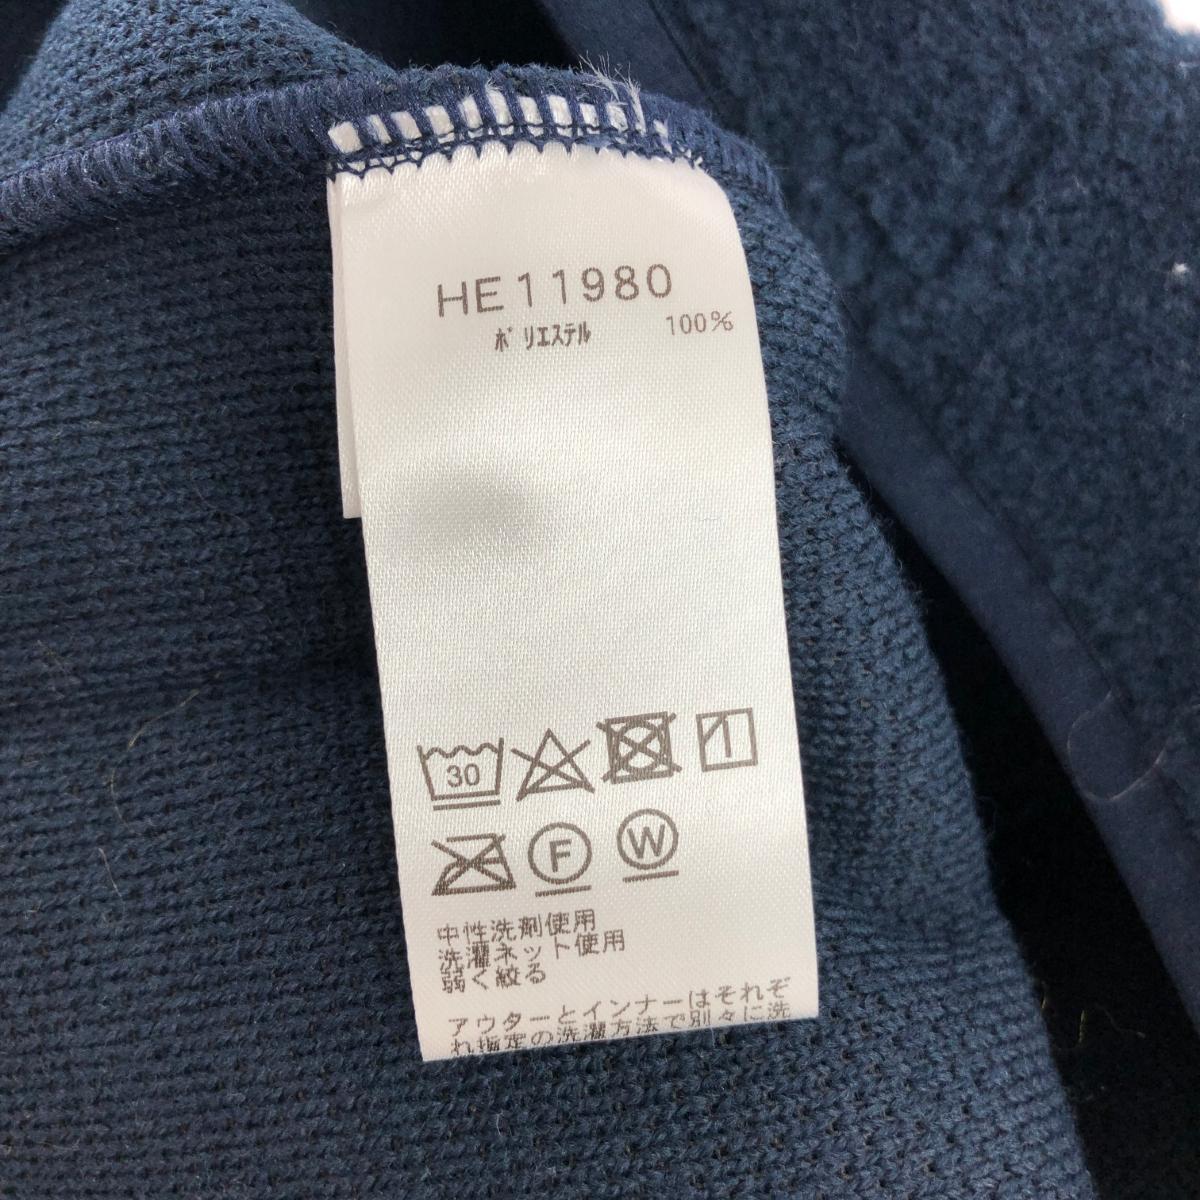 HE11980
ポリエステル 100%
30
F W
中性洗剤使用
洗濯ネット使用
弱く絞る
アウターとインナーはそれぞ
れ指定の洗濯方法で別々に洗